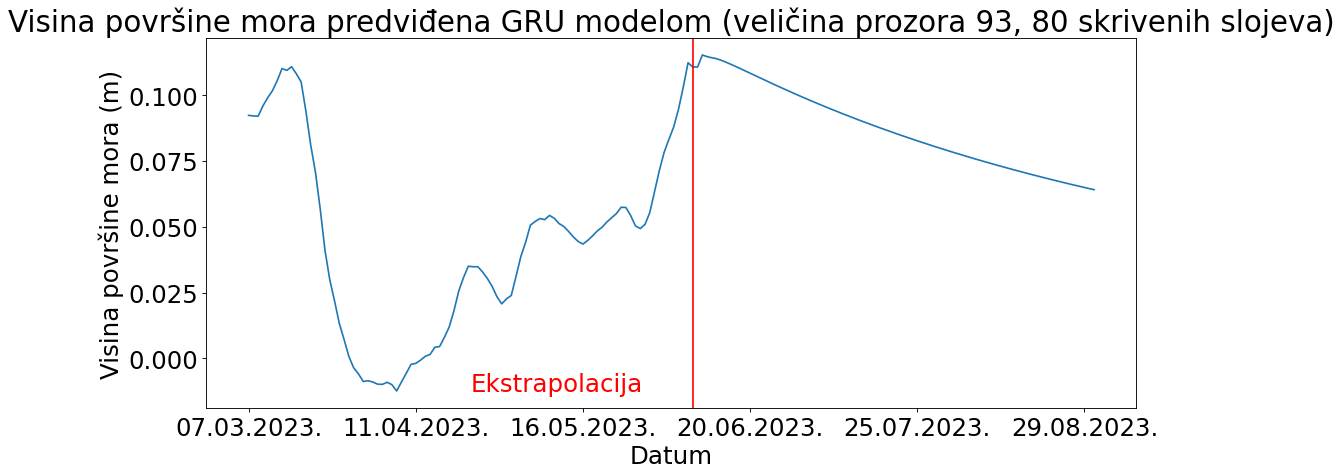 Visina površine mora predviđena GRU modelom (veličina prozora 93, 80 skrivenih slojeva)
Visina površine mora (m)
0.100
0.075
0.050
0.025
0.000
Ekstrapolacija
07.03.2023. 11.04.2023. 16.05.2023. 20.06.2023. 25.07.2023. 29.08.2023.
Datum